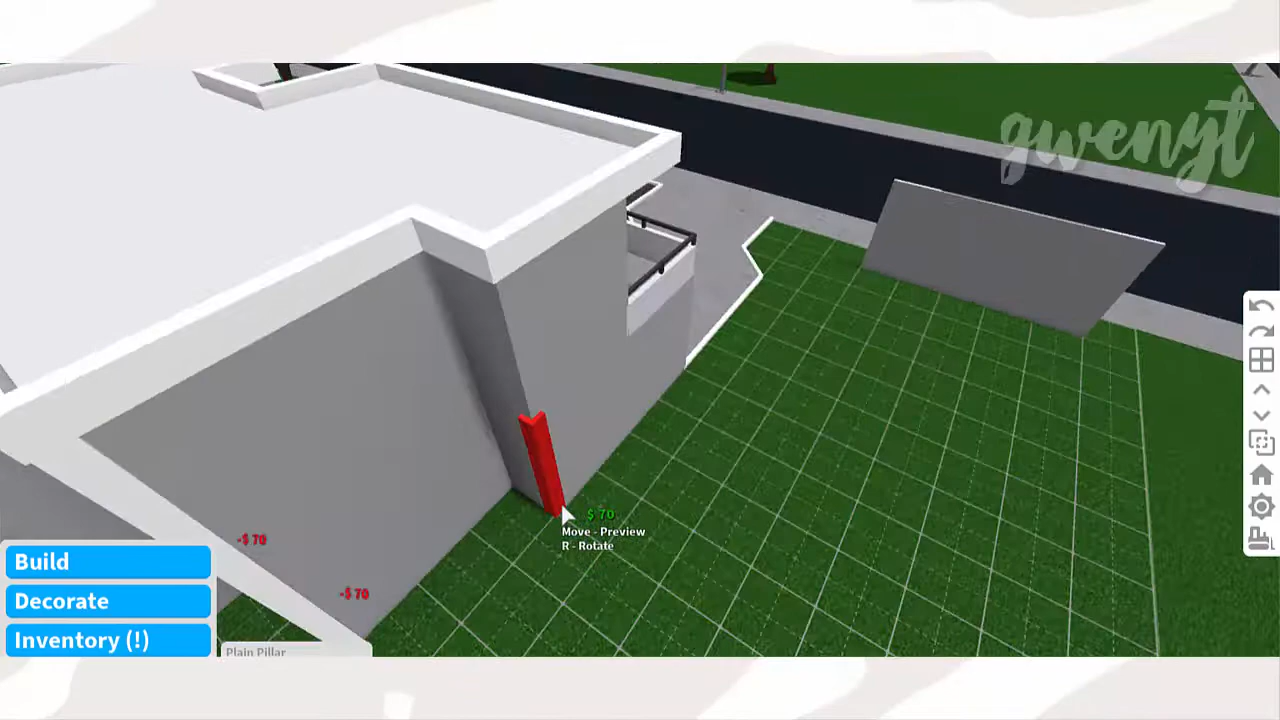 gwenyt
$ 70
Move - Preview
R - Rotate
-$ 70
-$ 70
Build
Decorate
Inventory (!)
Plain Pillar